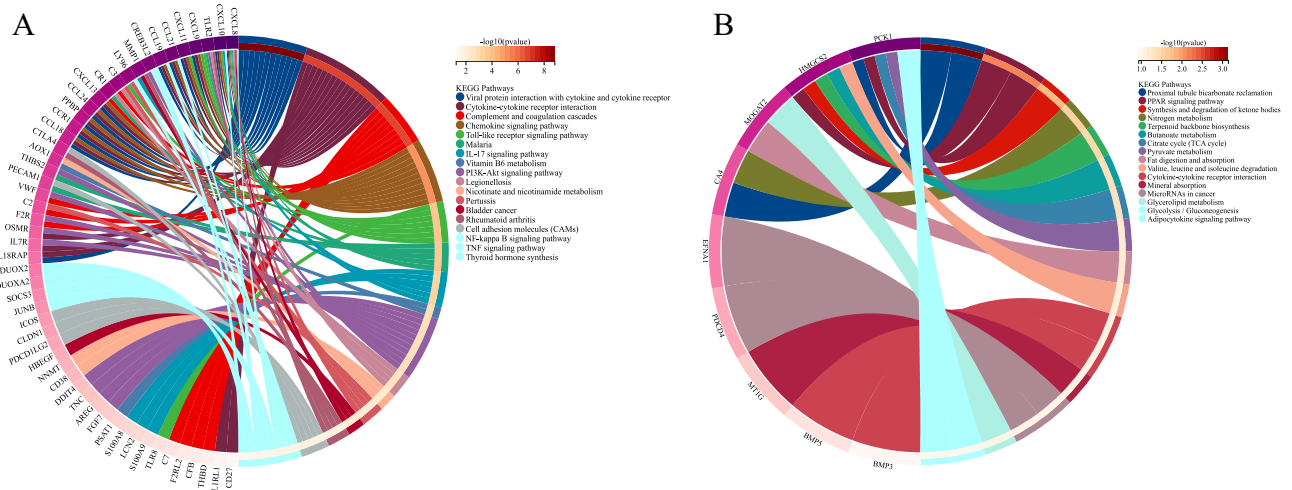 A
CXCL8
CXCL10
TLR2
CXCL9
CXCL11
CCL21
CCL19
CREB3L2
MMP1
LY96
C3
CR1
CXCL13
CCL24
PPBP
CCR1
CCL18
CTLA4
AOX1
THBS2
PECAM1
VWF
C2
F2R
OSMR
IL7R
L18RAP
DUOX2
UOXA2
SOCS3
JUNB
ICOS
CLDN1
PDCD1LG2
HBEGF
NNMT
CD38
DDIT4
TNC
AREG
FGF7
PSAT1
S100A8
LCN2
S100A9
TLR8
C7
F2RL2
CFB
THBD
L1RL1
CD27
-log10(pvalue)
2 4 6 8
KEGG Pathways
Viral protein interaction with cytokine and cytokine receptor
Cytokine-cytokine receptor interaction
Complement and coagulation cascades
Chemokine signaling pathway
Toll-like receptor signaling pathway
Malaria
IL-17 signaling pathway
Vitamin B6 metabolism
PI3K-Akt signaling pathway
Legionellosis
Nicotinate and nicotinamide metabolism
Pertussis
Bladder cancer
Rheumatoid arthritis
Cell adhesion molecules (CAMs)
NF-kappa B signaling pathway
TNF signaling pathway
Thyroid hormone synthesis
B
PCK1
HMGCS2
MOGAT2
CA4
EFNA1
PDCD4
MT1G
BMP5
BMP3
-log10(pvalue)
1.0 1.5 2.0 2.5 3.0
KEGG Pathways
Proximal tubule bicarbonate reclamation
PPAR signaling pathway
Synthesis and degradation of ketone bodies
Nitrogen metabolism
Terpenoid backbone biosynthesis
Butanoate metabolism
Citrate cycle (TCA cycle)
Pyruvate metabolism
Fat digestion and absorption
Valine, leucine and isoleucine degradation
Cytokine-cytokine receptor interaction
Mineral absorption
MicroRNAs in cancer
Glycerolipid metabolism
Glycolysis / Gluconeogenesis
Adipocytokine signaling pathway